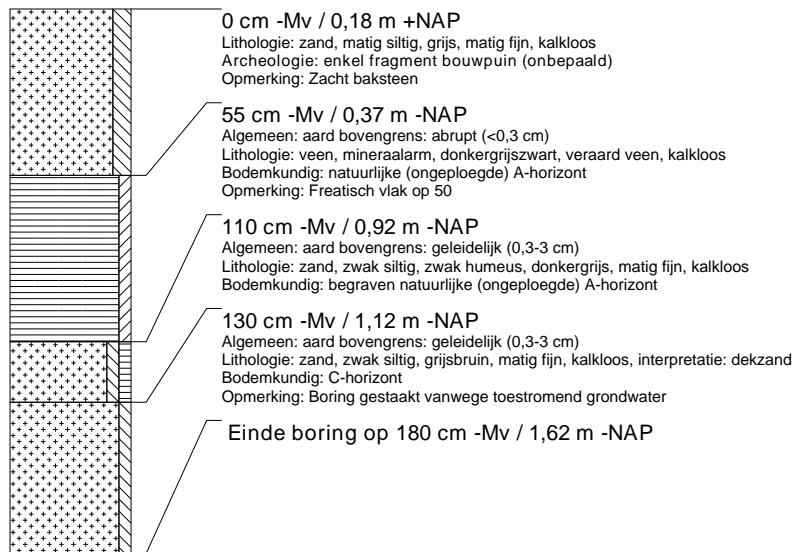 0 cm -Mv / 0,18 m +NAP
Lithologie: zand, matig siltig, grijs, matig fijn, kalkloos
Archeologie: enkel fragment bouwpuin (onbepaald)
Opmerking: Zacht baksteen
55 cm -Mv / 0,37 m -NAP
Algemeen: aard bovengrens: abrupt (<0,3 cm)
Lithologie: veen, mineraalarm, donkergrijszwart, veraard veen, kalkloos
Bodemkundig: natuurlijke (ongeploegde) A-horizont
Opmerking: Freatisch vlak op 50
110 cm -Mv / 0,92 m -NAP
Algemeen: aard bovengrens: geleidelijk (0,3-3 cm)
Lithologie: zand, zwak siltig, zwak humeus, donkergrijs, matig fijn, kalkloos
Bodemkundig: begraven natuurlijke (ongeploegde) A-horizont
130 cm -Mv / 1,12 m -NAP
Algemeen: aard bovengrens: geleidelijk (0,3-3 cm)
Lithologie: zand, zwak siltig, grijsbruin, matig fijn, kalkloos, interpretatie: dekzand
Bodemkundig: C-horizont
Opmerking: Boring gestaakt vanwege toestromend grondwater
Einde boring op 180 cm -Mv / 1,62 m -NAP